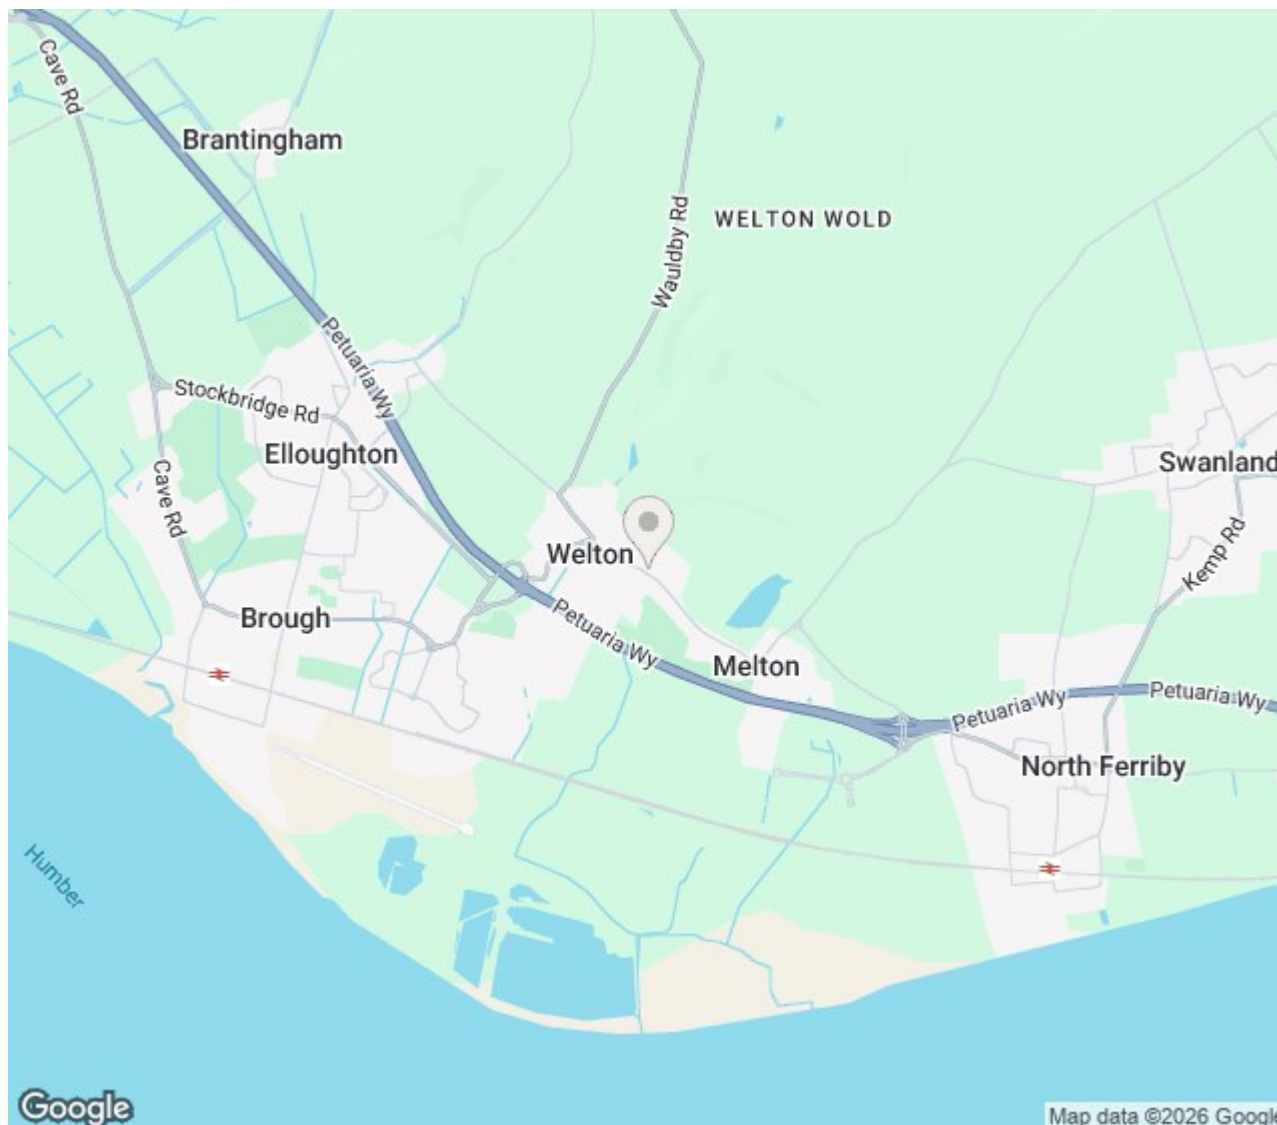 Cave Rd
Brantingham
WELTON WOLD
Wauldby Rd
Petuaria Wy
Stockbridge Rd
Elloughton
Swanland
Cave Rd
Kemp Rd
Welton
Brough
Petuaria Wy
Melton
Petuaria Wy
Petuaria Wy
North Ferriby
Humber
Google
Map data ©2026 Google